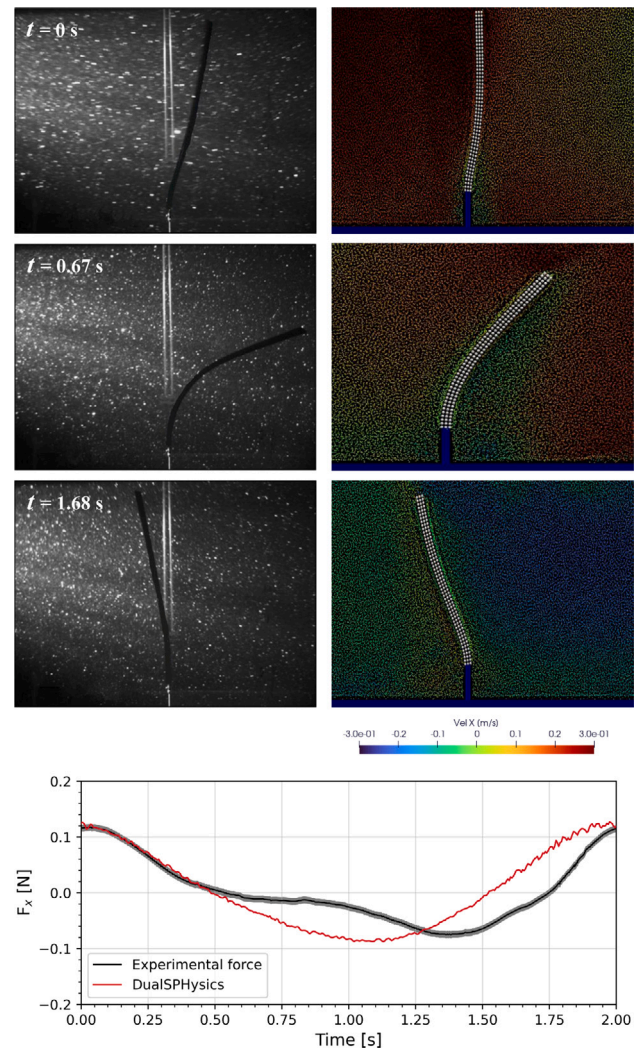 t = 0 s
t = 0.67 s
t = 1.68 s
Vel X (m/s)
-3.0e-01 -0.2 -0.1 0.0 0.1 0.2 3.0e-01
0.2
0.1
0.0
−0.1
−0.2
Fx [N]
Experimental force
DualSPHysics
0.00 0.25 0.50 0.75 1.00 1.25 1.50 1.75 2.00
Time [s]